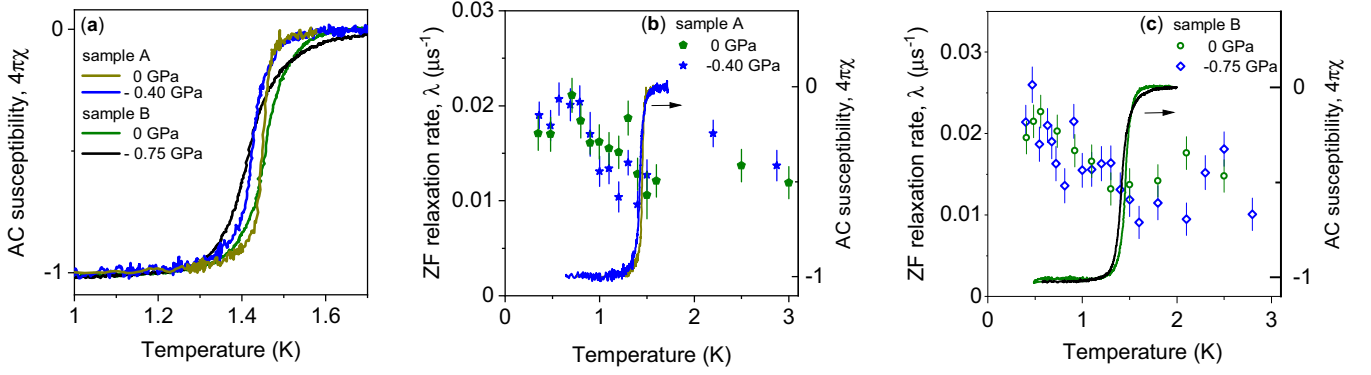 (a)
AC susceptibility, 4πχ
0
-1
sample A
0 GPa
- 0.40 GPa
sample B
0 GPa
- 0.75 GPa
1 1.2 1.4 1.6
Temperature (K)
(b) sample A
0 GPa
-0.40 GPa
ZF relaxation rate, λ (μs⁻¹)
0.03
0.02
0.01
0
0 1 2 3
Temperature (K)
0
-1
AC susceptibility, 4πχ
(c) sample B
0 GPa
-0.75 GPa
ZF relaxation rate, λ (μs⁻¹)
0.03
0.02
0.01
0
0 1 2 3
Temperature (K)
0
-1
AC susceptibility, 4πχ